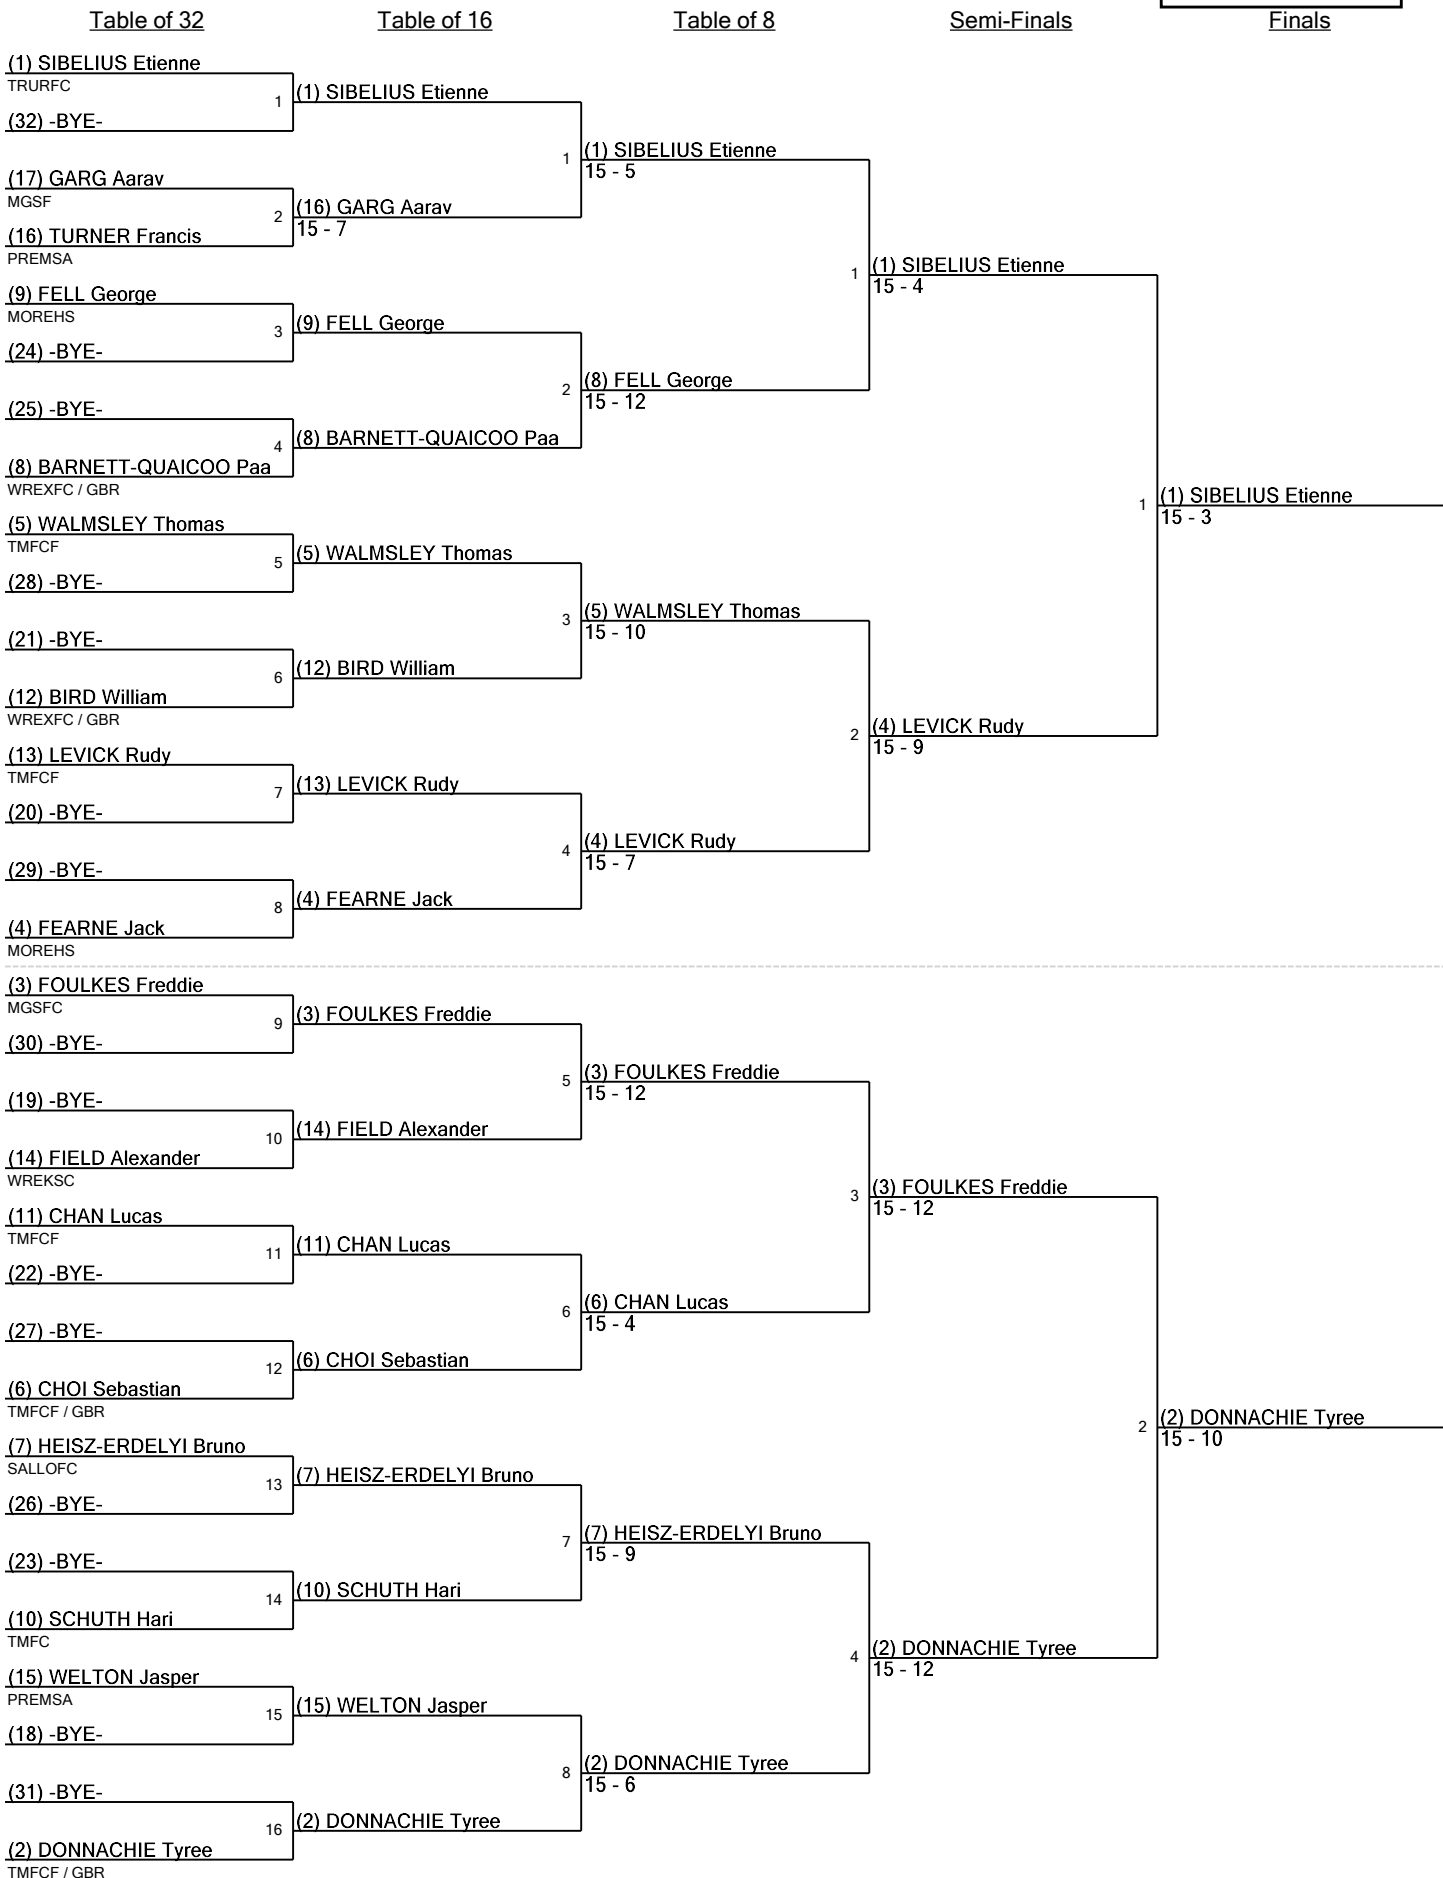 Table of 32
Table of 16
Table of 8
Semi-Finals
Finals
(1) SIBELIUS Etienne
TRURFC
(32) -BYE-
(17) GARG Aarav
MGSF
(16) TURNER Francis
PREMSA
(9) FELL George
MOREHS
(24) -BYE-
(25) -BYE-
(8) BARNETT-QUAICOO Paa
WREXFC / GBR
(5) WALMSLEY Thomas
TMFCF
(28) -BYE-
(21) -BYE-
(12) BIRD William
WREXFC / GBR
(13) LEVICK Rudy
TMFCF
(20) -BYE-
(29) -BYE-
(4) FEARNE Jack
MOREHS
(3) FOULKES Freddie
MGSFC
(30) -BYE-
(19) -BYE-
(14) FIELD Alexander
WREKSC
(11) CHAN Lucas
TMFCF
(22) -BYE-
(27) -BYE-
(6) CHOI Sebastian
TMFCF / GBR
(7) HEISZ-ERDELYI Bruno
SALLOFC
(26) -BYE-
(23) -BYE-
(10) SCHUTH Hari
TMFC
(15) WELTON Jasper
PREMSA
(18) -BYE-
(31) -BYE-
(2) DONNACHIE Tyree
TMFCF / GBR
1
(1) SIBELIUS Etienne
2
(16) GARG Aarav
15 - 7
3
(9) FELL George
4
(8) BARNETT-QUAICOO Paa
5
(5) WALMSLEY Thomas
6
(12) BIRD William
7
(13) LEVICK Rudy
8
(4) FEARNE Jack
9
(3) FOULKES Freddie
10
(14) FIELD Alexander
11
(11) CHAN Lucas
12
(6) CHOI Sebastian
13
(7) HEISZ-ERDELYI Bruno
14
(10) SCHUTH Hari
15
(15) WELTON Jasper
16
(2) DONNACHIE Tyree
1
(1) SIBELIUS Etienne
15 - 5
2
(8) FELL George
15 - 12
3
(5) WALMSLEY Thomas
15 - 10
4
(4) LEVICK Rudy
15 - 7
5
(3) FOULKES Freddie
15 - 12
6
(6) CHAN Lucas
15 - 4
7
(7) HEISZ-ERDELYI Bruno
15 - 9
8
(2) DONNACHIE Tyree
15 - 6
1
(1) SIBELIUS Etienne
15 - 4
2
(4) LEVICK Rudy
15 - 9
3
(3) FOULKES Freddie
15 - 12
4
(2) DONNACHIE Tyree
15 - 12
1
(1) SIBELIUS Etienne
15 - 3
2
(2) DONNACHIE Tyree
15 - 10